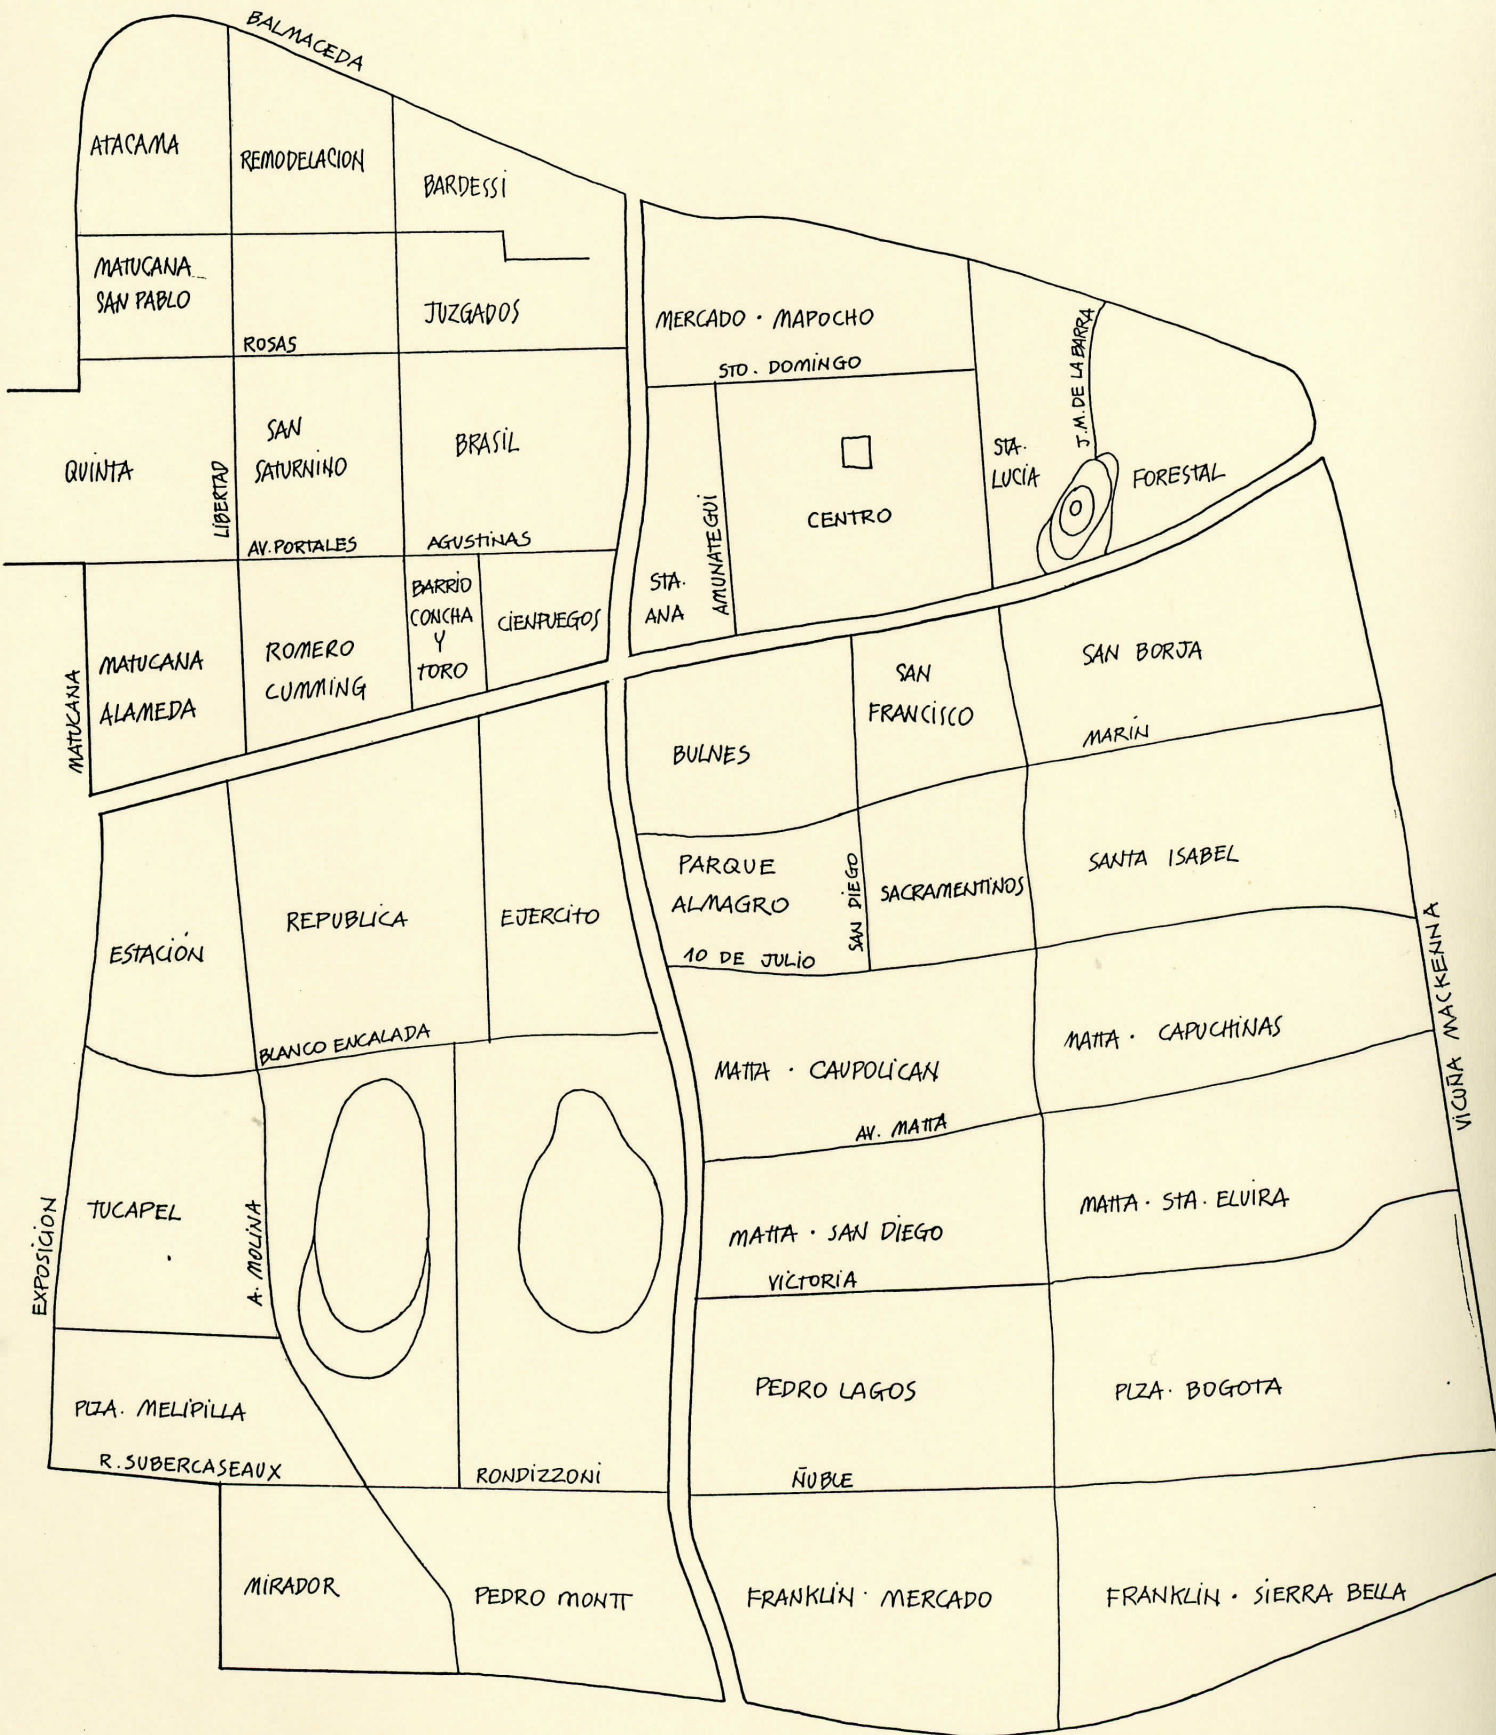 BALMACEDA
ATACAMA
REMODELACION
BARDESSI
MATUCANA
SAN PABLO
ROSAS
JUZGADOS
MERCADO · MAPOCHO
STO. DOMINGO
J.M. DE LA BARRA
QUINTA
LIBERTAD
SAN
SATURNINO
BRASIL
AV. PORTALES
AGUSTINAS
AMUNATEGUI
CENTRO
STA.
LUCIA
FORESTAL
STA.
ANA
MATUCANA
MATUCANA
ALAMEDA
ROMERO
CUMMING
BARRIO
CONCHA
Y
TORO
CIENFUEGOS
BULNES
SAN
FRANCISCO
SAN BORJA
MARIN
ESTACIÓN
REPUBLICA
EJERCITO
BLANCO ENCALADA
PARQUE
ALMAGRO
10 DE JULIO
SAN DIEGO
SACRAMENTINOS
SANTA ISABEL
VICUÑA MACKENNA
MATTA · CAUPOLICAN
MATTA · CAPUCHINAS
AV. MATTA
EXPOSICION
TUCAPEL
A. MOLINA
MATTA · SAN DIEGO
MATTA · STA. ELVIRA
VICTORIA
PLZA. MELIPILLA
R. SUBERCASEAUX
RONDIZZONI
PEDRO LAGOS
PLZA. BOGOTA
ÑUBLE
MIRADOR
PEDRO MONTT
FRANKLIN · MERCADO
FRANKLIN · SIERRA BELLA